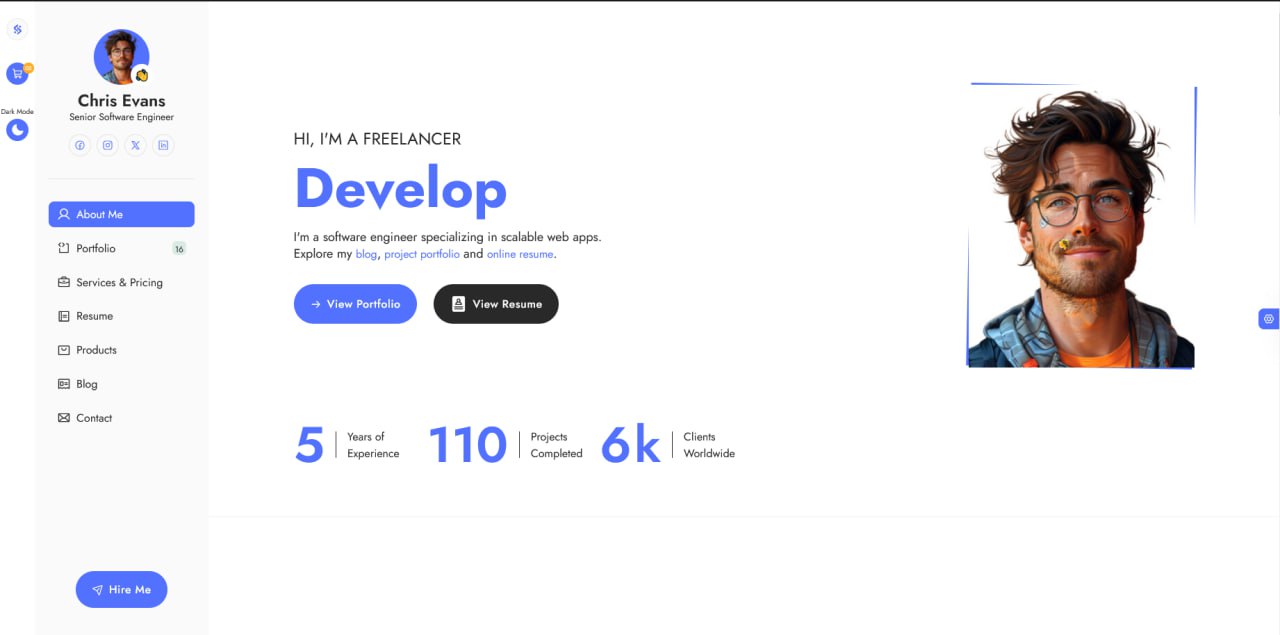 Dark Mode
Chris Evans
Senior Software Engineer
About Me
Portfolio
16
Services & Pricing
Resume
Products
Blog
Contact
Hire Me
HI, I'M A FREELANCER
Develop
I'm a software engineer specializing in scalable web apps.
Explore my blog, project portfolio and online resume.
View Portfolio
View Resume
5
Years of
Experience
110
Projects
Completed
6k
Clients
Worldwide